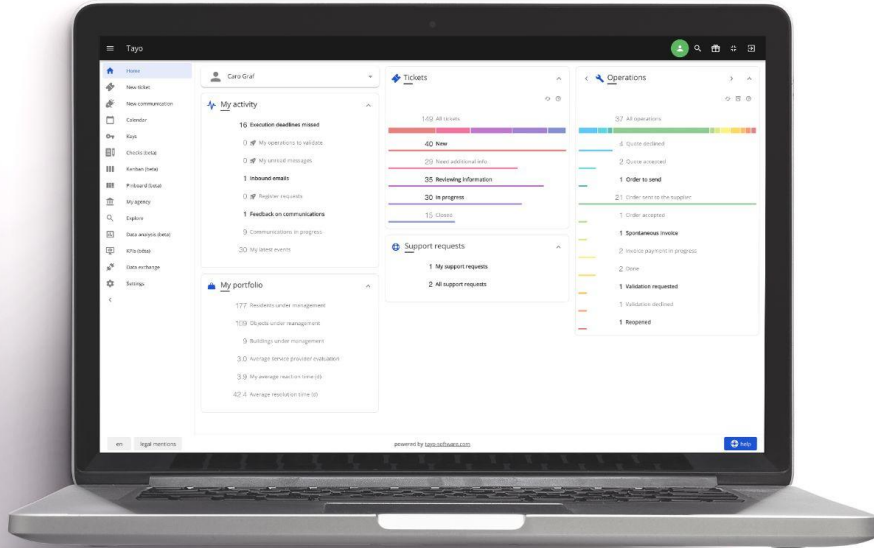 Tayo
Home
New ticket
New communication
Calendar
Keys
Checks (beta)
Kanban (beta)
Pinboard (beta)
My agency
Explore
Data analysis (beta)
KPIs (beta)
Data exchange
Settings
en
legal mentions
Caro Graf
My activity
16 Execution deadlines missed
0 My operations to validate
0 My unread messages
1 Inbound emails
0 Register requests
1 Feedback on communications
9 Communications in progress
30 My latest events
My portfolio
177 Residents under management
109 Objects under management
9 Buildings under management
3.0 Average service provider evaluation
3.9 My average reaction time (d)
42.4 Average resolution time (d)
Tickets
149 All tickets
40 New
29 Need additional info
35 Reviewing information
30 In progress
15 Closed
Support requests
1 My support requests
2 All support requests
Operations
37 All operations
4 Quote declined
2 Quote accepted
1 Order to send
21 Order sent to the supplier
1 Order accepted
1 Spontaneous invoice
2 Invoice payment in progress
2 Done
1 Validation requested
1 Validation declined
1 Reopened
powered by tayo-software.com
help